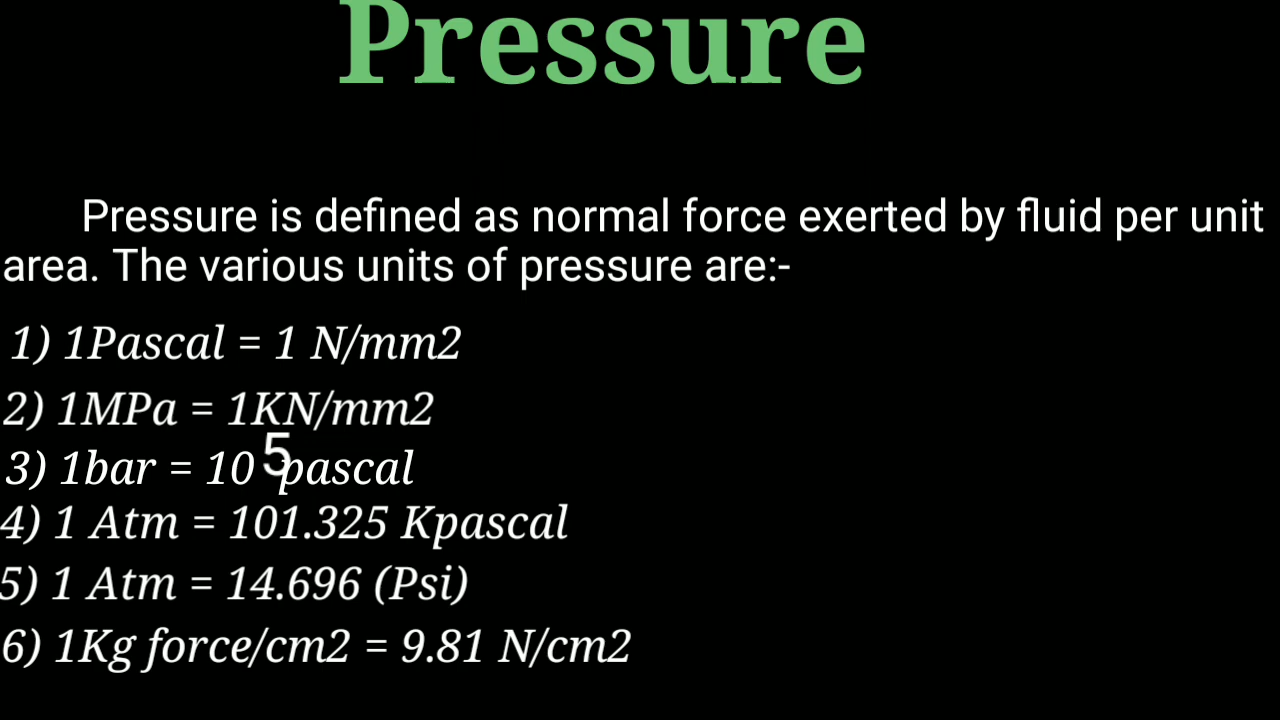 Pressure
Pressure is defined as normal force exerted by fluid per unit
area. The various units of pressure are:-
1) 1Pascal = 1 N/mm2
2) 1MPa = 1KN/mm2
3) 1bar = 10 5 pascal
4) 1 Atm = 101.325 Kpascal
5) 1 Atm = 14.696 (Psi)
6) 1Kg force/cm2 = 9.81 N/cm2